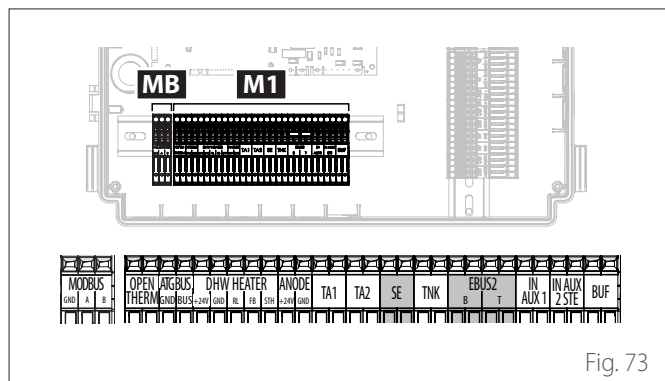 MB M1
MODBUS
GND A B
OPEN THERM
ATGBUS
GND BUS
DHW HEATER
+24V GND RL FB STH
ANODE
+24V GND
TA1
TA2
SE
TNK
EBUS2
B T
IN AUX 1
IN AUX 2 STE
BUF
Fig. 73